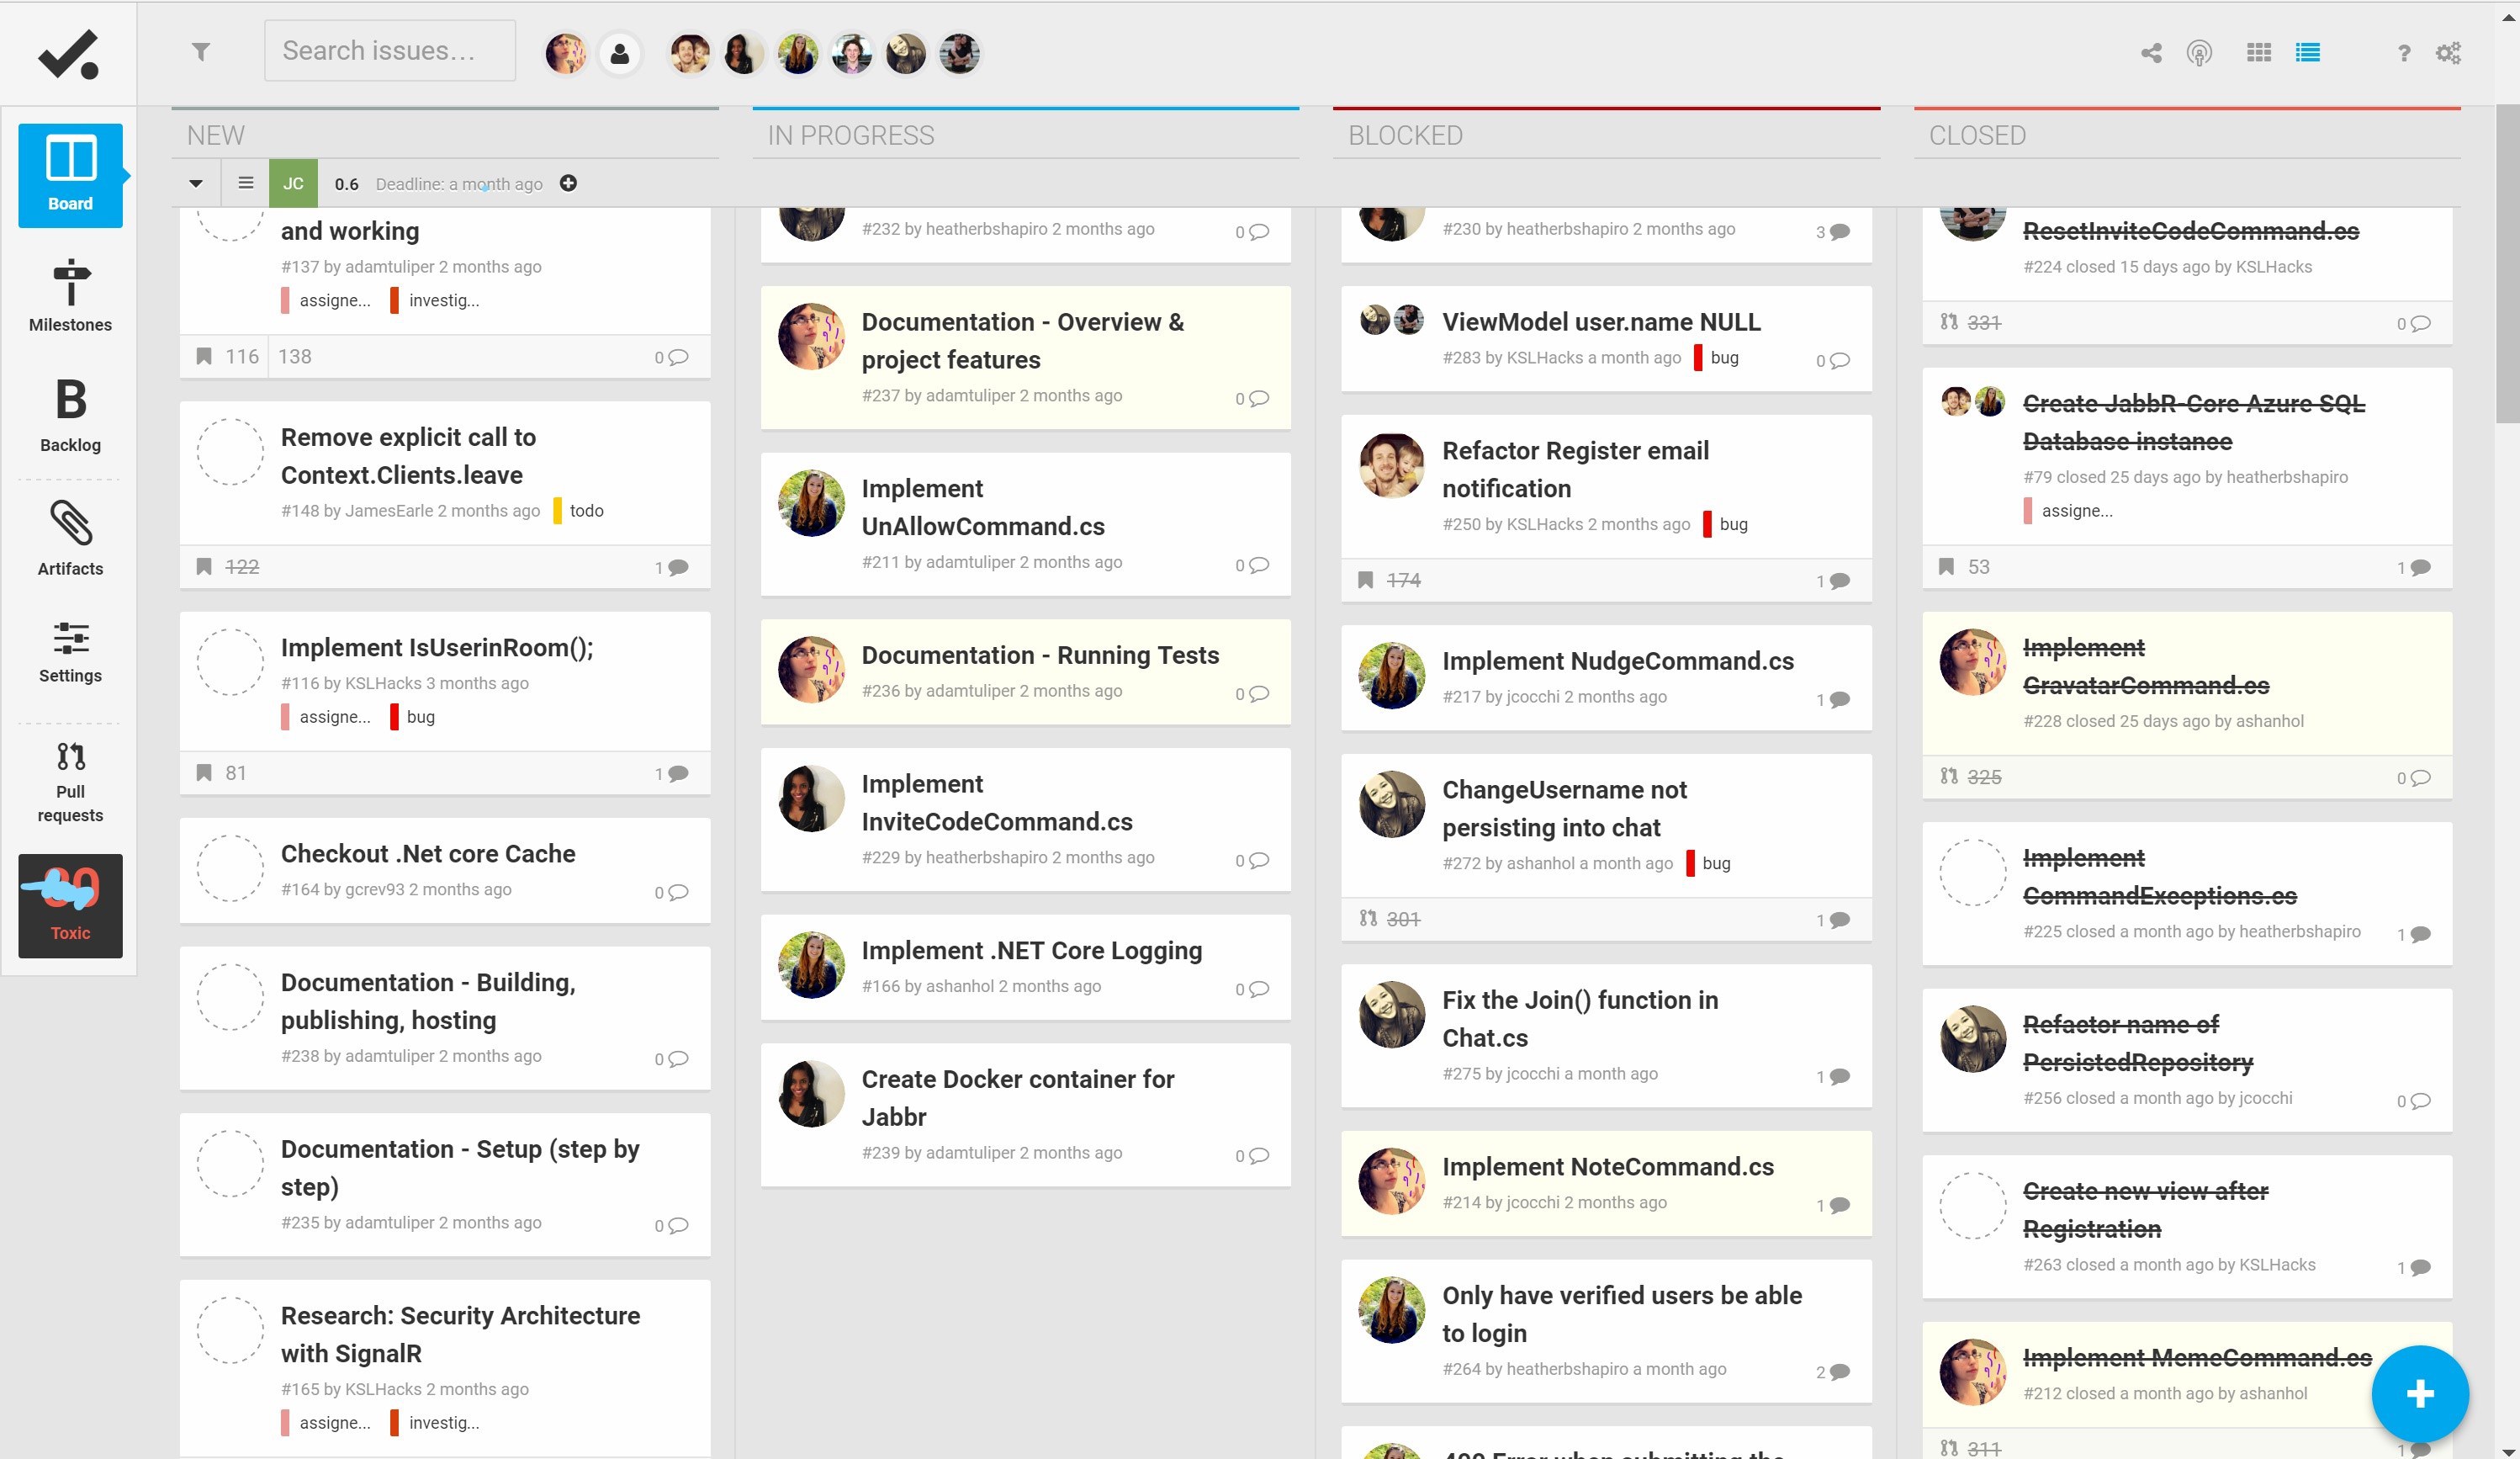 Search issues...
Board
Milestones
B
Backlog
Artifacts
Settings
Pull
requests
Toxic
NEW
IN PROGRESS
BLOCKED
CLOSED
JC 0.6 Deadline: a month ago
and working
#137 by adamtuliper 2 months ago
assigne... investig...
116 138 0
Remove explicit call to
Context.Clients.leave
#148 by JamesEarle 2 months ago todo
122 1
Implement IsUserinRoom();
#116 by KSLHacks 3 months ago
assigne... bug
81 1
Checkout .Net core Cache
#164 by gcrev93 2 months ago 0
Documentation - Building,
publishing, hosting
#238 by adamtuliper 2 months ago 0
Documentation - Setup (step by
step)
#235 by adamtuliper 2 months ago 0
Research: Security Architecture
with SignalR
#165 by KSLHacks 2 months ago
assigne... investig...
#232 by heatherbshapiro 2 months ago 0
Documentation - Overview &
project features
#237 by adamtuliper 2 months ago 0
Implement
UnAllowCommand.cs
#211 by adamtuliper 2 months ago 0
Documentation - Running Tests
#236 by adamtuliper 2 months ago 0
Implement
InviteCodeCommand.cs
#229 by heatherbshapiro 2 months ago 0
Implement .NET Core Logging
#166 by ashanhol 2 months ago 0
Create Docker container for
Jabbr
#239 by adamtuliper 2 months ago 0
#230 by heatherbshapiro 2 months ago 3
ViewModel user.name NULL
#283 by KSLHacks a month ago bug 0
Refactor Register email
notification
#250 by KSLHacks 2 months ago bug
174 1
Implement NudgeCommand.cs
#217 by jcocchi 2 months ago 1
ChangeUsername not
persisting into chat
#272 by ashanhol a month ago bug
301 1
Fix the Join() function in
Chat.cs
#275 by jcocchi a month ago 1
Implement NoteCommand.cs
#214 by jcocchi 2 months ago 1
Only have verified users be able
to login
#264 by heatherbshapiro a month ago 2
ResetInviteCodeCommand.cs
#224 closed 15 days ago by KSLHacks
331 0
Create JabbR-Core Azure SQL
Database instance
#79 closed 25 days ago by heatherbshapiro
assigne...
53 1
Implement
GravatarCommand.cs
#228 closed 25 days ago by ashanhol
325 0
Implement
CommandExceptions.cs
#225 closed a month ago by heatherbshapiro 1
Refactor name of
PersistedRepository
#256 closed a month ago by jcocchi 0
Create new view after
Registration
#263 closed a month ago by KSLHacks 1
Implement MemeCommand.cs
#212 closed a month ago by ashanhol
311 1